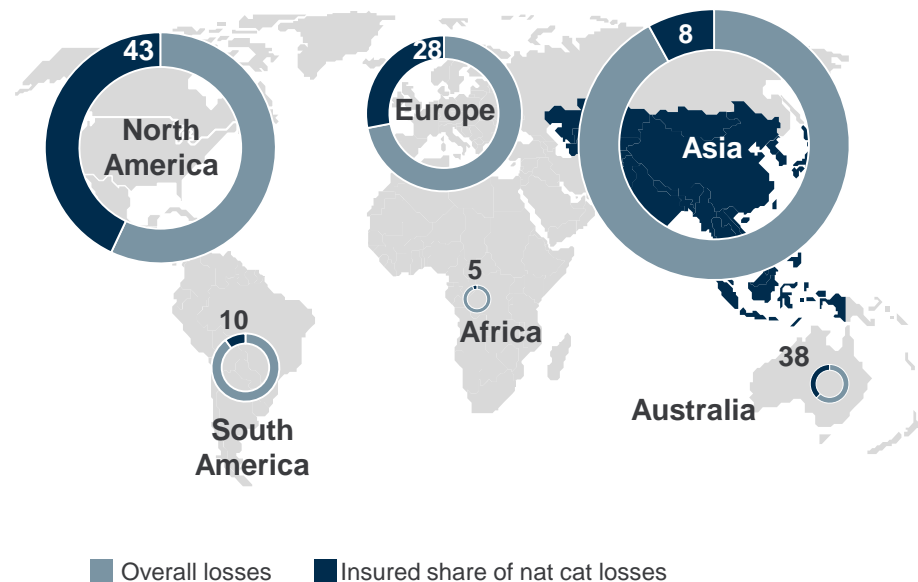 43
28
8
North
America
Europe
Asia
5
Africa
10
South
America
38
Australia
Overall losses
Insured share of nat cat losses